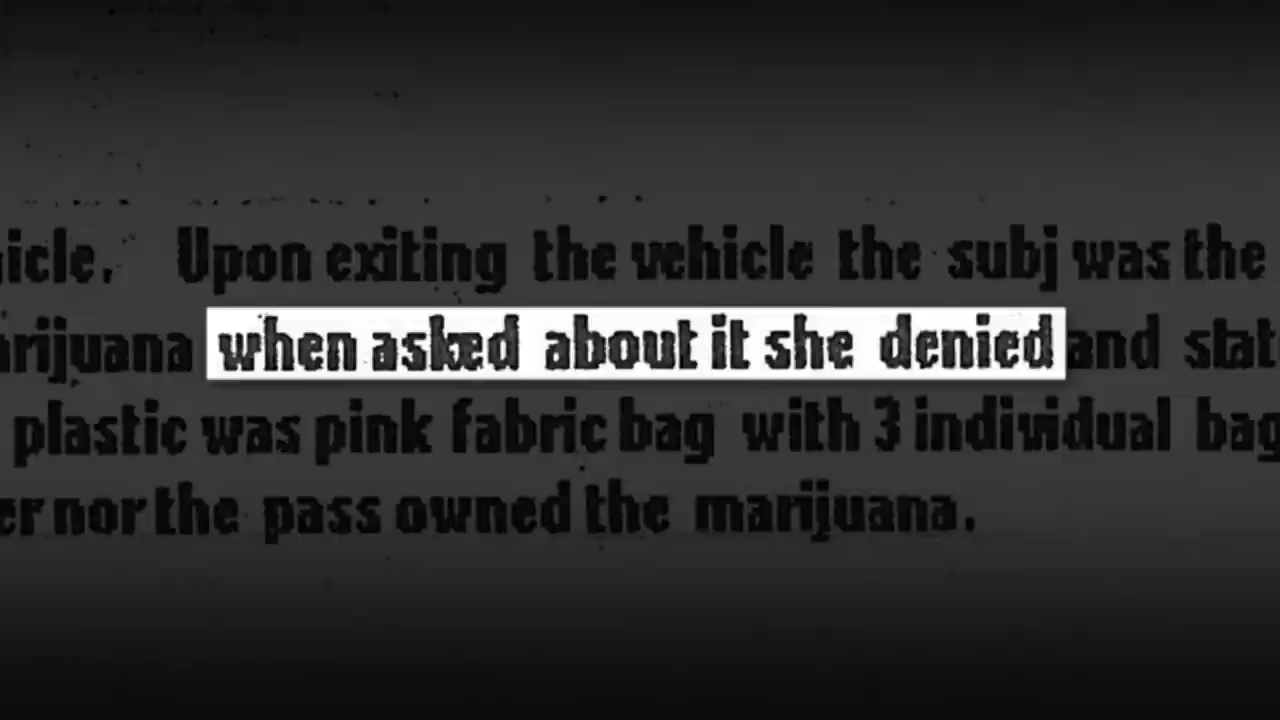 hicle. Upon exiting the vehicle the subj was the
arijuana when asked about it she denied and stat
plastic was pink fabric bag with 3 individual bag
er nor the pass owned the marijuana.